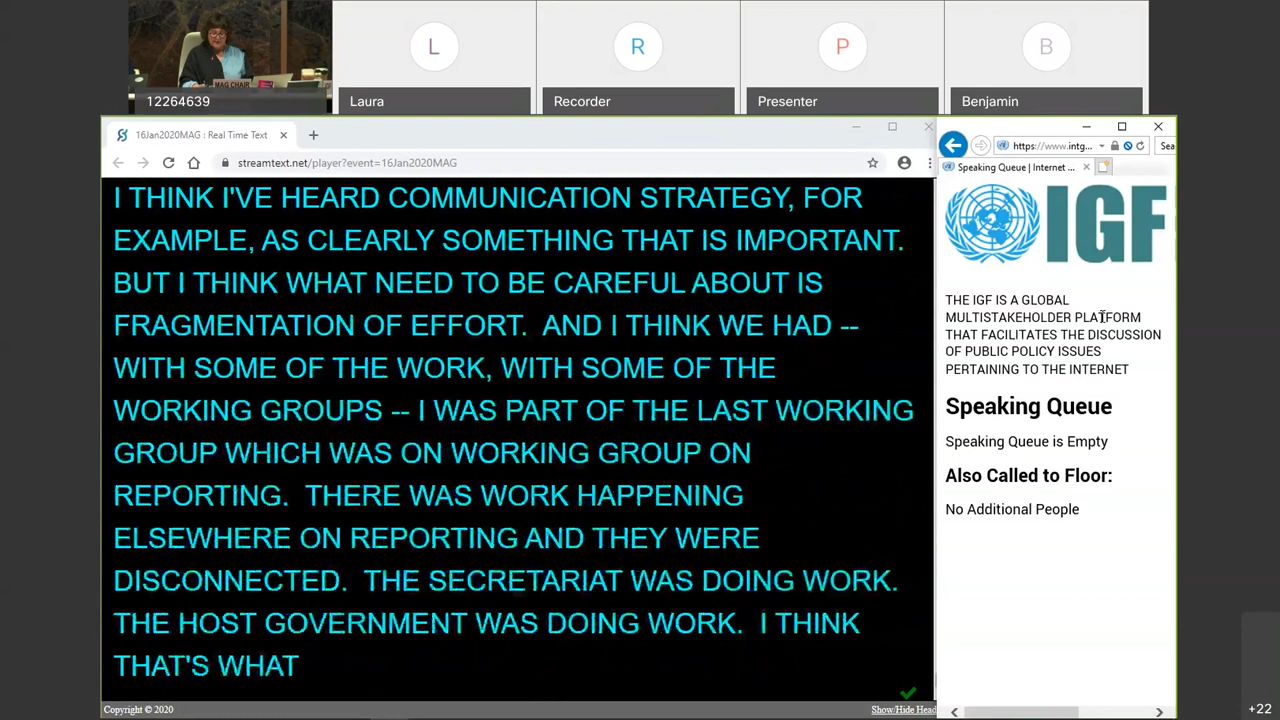 MAG CHAIR
L
R
P
B
12264639
Laura
Recorder
Presenter
Benjamin
16Jan2020MAG : Real Time Text
streamtext.net/player?event=16Jan2020MAG
I THINK I'VE HEARD COMMUNICATION STRATEGY, FOR
EXAMPLE, AS CLEARLY SOMETHING THAT IS IMPORTANT.
BUT I THINK WHAT NEED TO BE CAREFUL ABOUT IS
FRAGMENTATION OF EFFORT.  AND I THINK WE HAD --
WITH SOME OF THE WORK, WITH SOME OF THE
WORKING GROUPS -- I WAS PART OF THE LAST WORKING
GROUP WHICH WAS ON WORKING GROUP ON
REPORTING.  THERE WAS WORK HAPPENING
ELSEWHERE ON REPORTING AND THEY WERE
DISCONNECTED.  THE SECRETARIAT WAS DOING WORK.
THE HOST GOVERNMENT WAS DOING WORK.  I THINK
THAT'S WHAT
Copyright © 2020
Show/Hide Head
https://www.intg...
Sea
Speaking Queue | Internet ...
IGF
THE IGF IS A GLOBAL
MULTISTAKEHOLDER PLATFORM
THAT FACILITATES THE DISCUSSION
OF PUBLIC POLICY ISSUES
PERTAINING TO THE INTERNET
Speaking Queue
Speaking Queue is Empty
Also Called to Floor:
No Additional People
+22